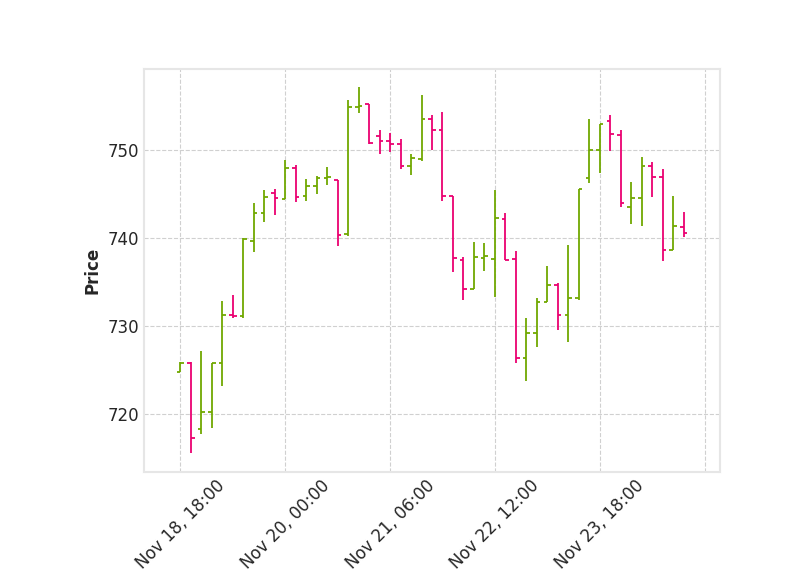 750
740
730
720
Price
Nov 18, 18:00
Nov 20, 00:00
Nov 21, 06:00
Nov 22, 12:00
Nov 23, 18:00